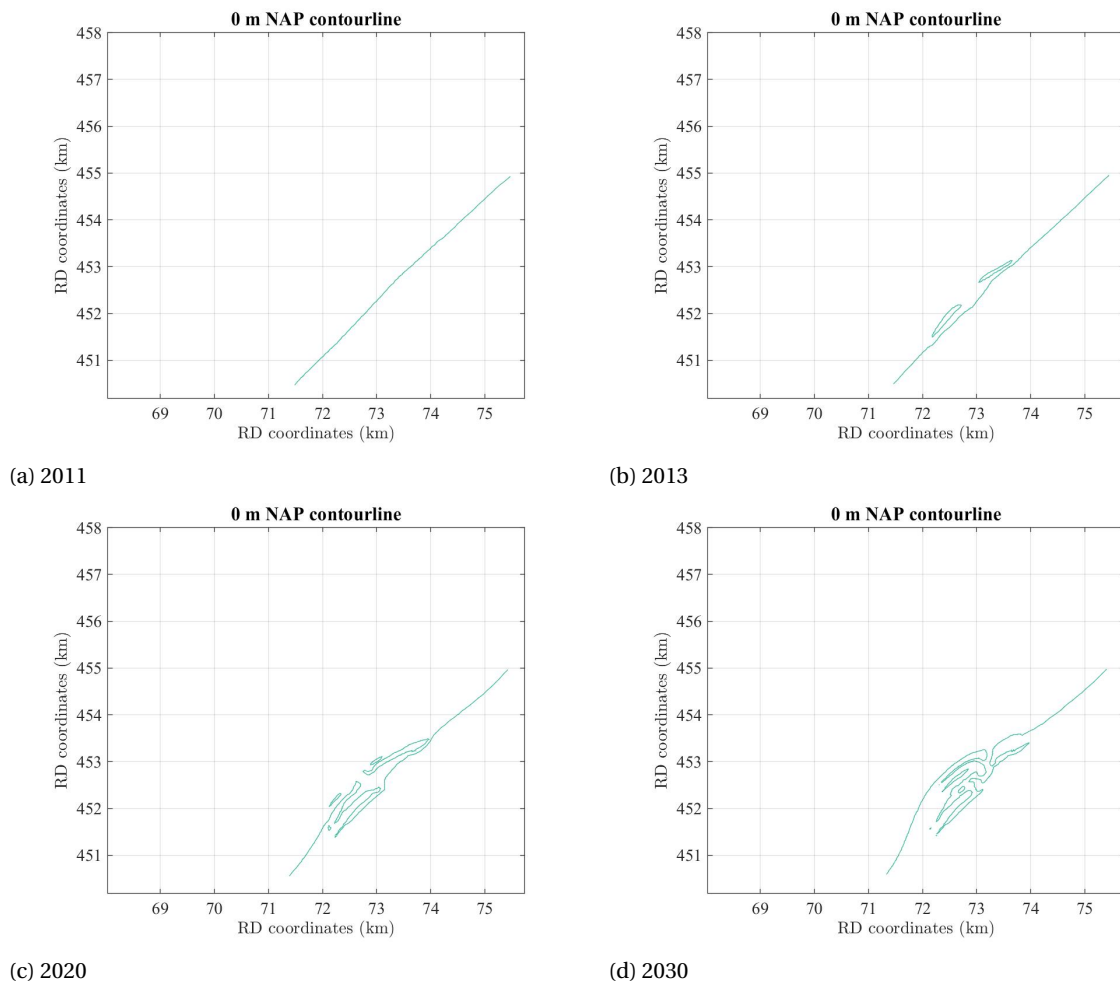 0 m NAP contourline
458
457
456
455
454
453
452
451
RD coordinates (km)
69 70 71 72 73 74 75
RD coordinates (km)
(a) 2011
0 m NAP contourline
458
457
456
455
454
453
452
451
RD coordinates (km)
69 70 71 72 73 74 75
RD coordinates (km)
(b) 2013
0 m NAP contourline
458
457
456
455
454
453
452
451
RD coordinates (km)
69 70 71 72 73 74 75
RD coordinates (km)
(c) 2020
0 m NAP contourline
458
457
456
455
454
453
452
451
RD coordinates (km)
69 70 71 72 73 74 75
RD coordinates (km)
(d) 2030